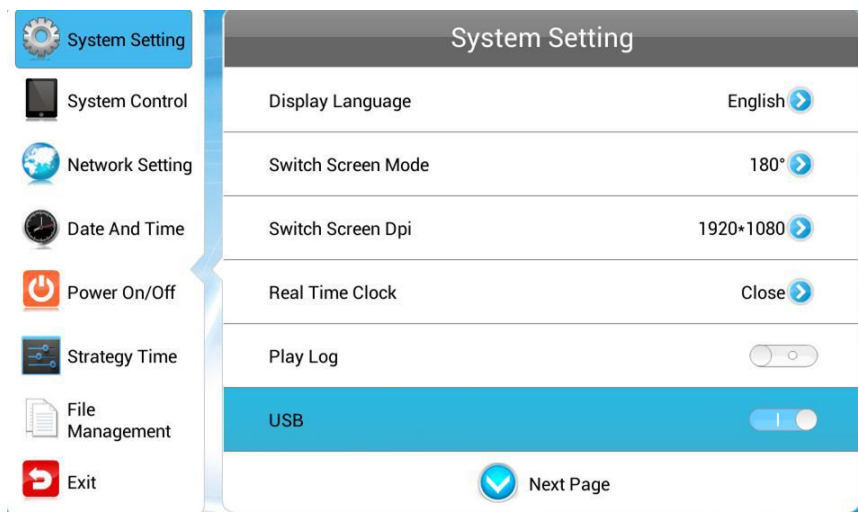 System Setting
System Control
Network Setting
Date And Time
Power On/Off
Strategy Time
File
Management
Exit
System Setting
Display Language English
Switch Screen Mode 180°
Switch Screen Dpi 1920*1080
Real Time Clock Close
Play Log
USB
Next Page